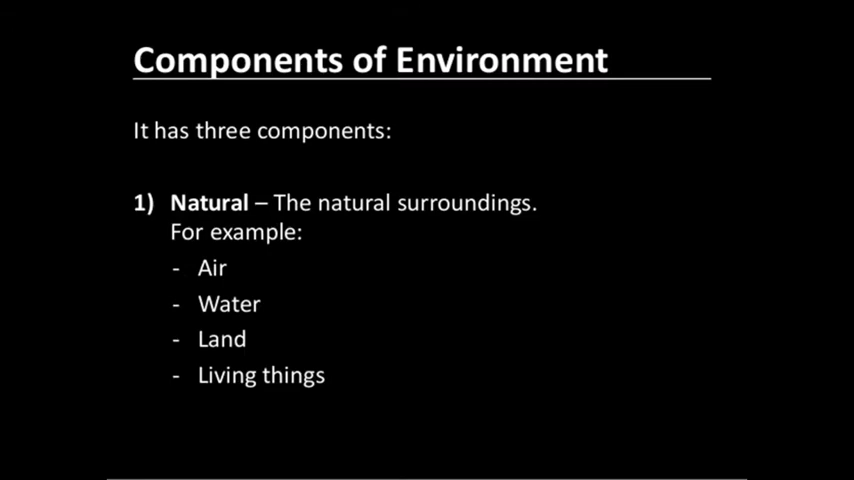 Components of Environment
It has three components:
1) Natural – The natural surroundings.
For example:
- Air
- Water
- Land
- Living things